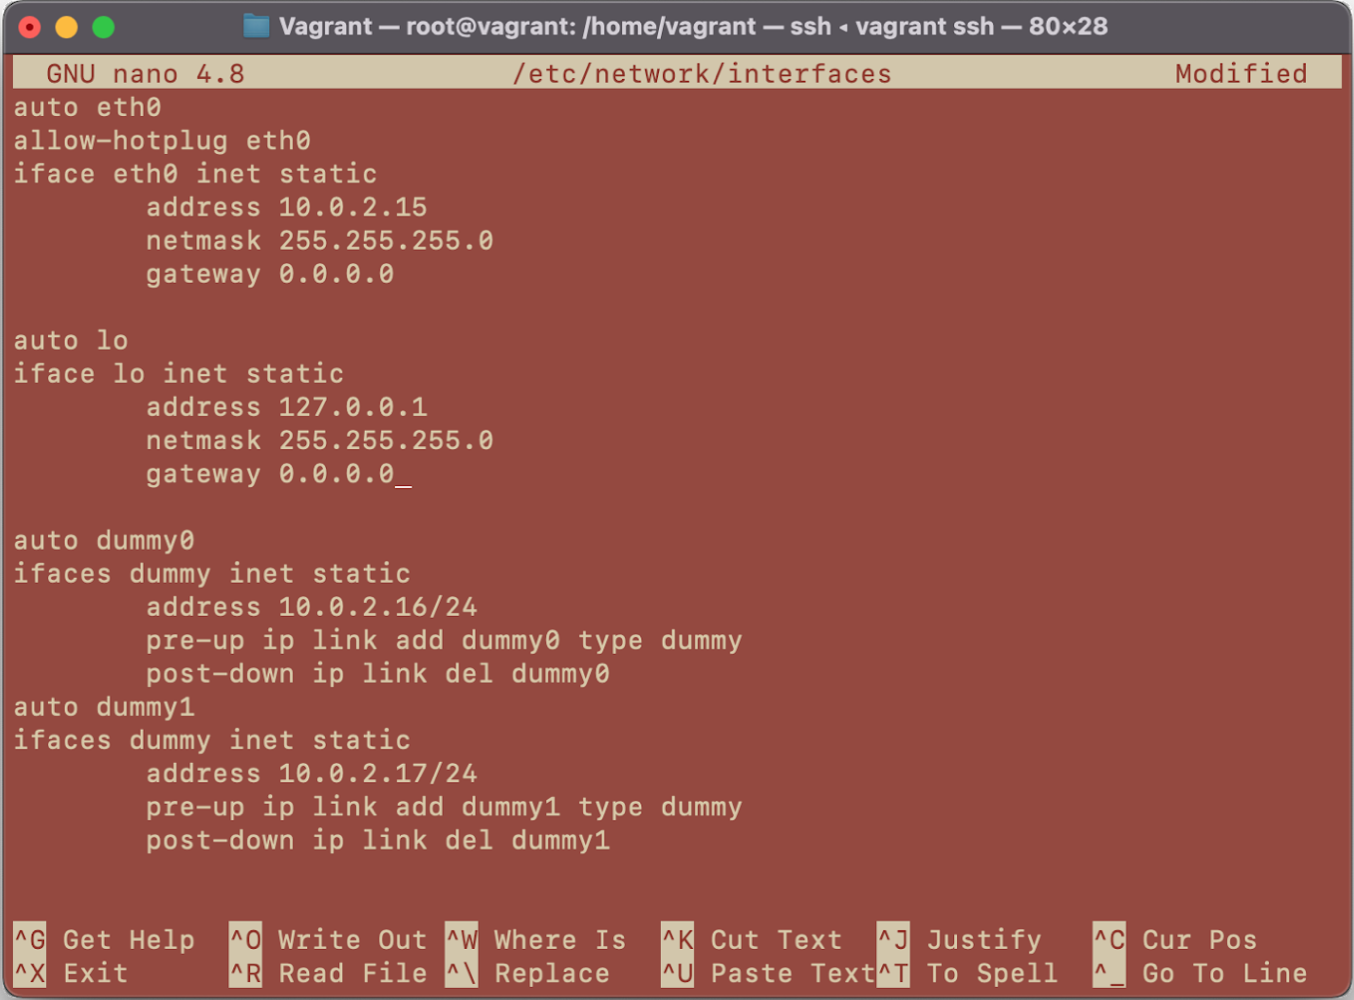 Vagrant — root@vagrant: /home/vagrant — ssh ◂ vagrant ssh — 80×28
GNU nano 4.8 /etc/network/interfaces Modified
auto eth0
allow-hotplug eth0
iface eth0 inet static
address 10.0.2.15
netmask 255.255.255.0
gateway 0.0.0.0
auto lo
iface lo inet static
address 127.0.0.1
netmask 255.255.255.0
gateway 0.0.0.0_
auto dummy0
ifaces dummy inet static
address 10.0.2.16/24
pre-up ip link add dummy0 type dummy
post-down ip link del dummy0
auto dummy1
ifaces dummy inet static
address 10.0.2.17/24
pre-up ip link add dummy1 type dummy
post-down ip link del dummy1
^G Get Help ^O Write Out ^W Where Is ^K Cut Text ^J Justify ^C Cur Pos
^X Exit ^R Read File ^\ Replace ^U Paste Text ^T To Spell ^_ Go To Line